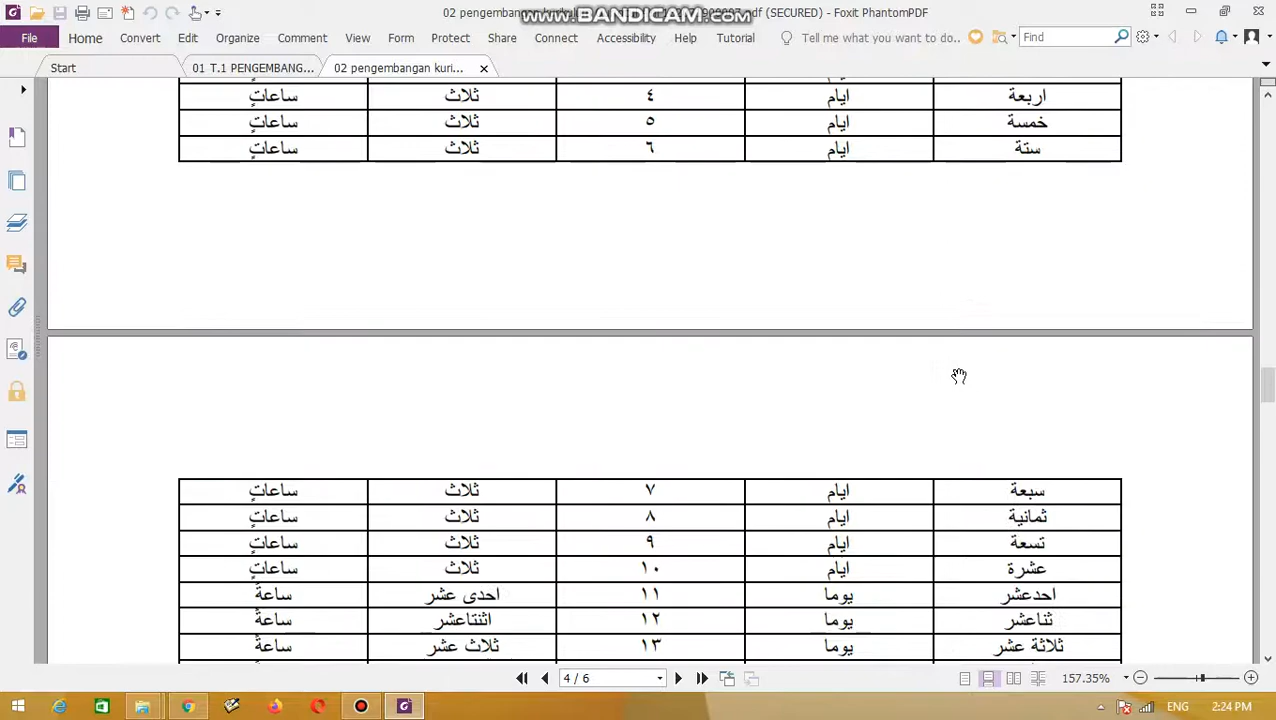 02 pengembangan
www.BANDICAM.com
df (SECURED) - Foxit PhantomPDF
File Home Convert Edit Organize Comment View Form Protect Share Connect Accessibility Help Tutorial Tell me what you want to do.. Find
Start 01 T.1 PENGEMBANG... 02 pengembangan kuri...
اربعة ايام ٤ ثلاث ساعاتٍ
خمسة ايام ٥ ثلاث ساعاتٍ
ستة ايام ٦ ثلاث ساعاتٍ
سبعة ايام ٧ ثلاث ساعاتٍ
ثمانية ايام ٨ ثلاث ساعاتٍ
تسعة ايام ٩ ثلاث ساعاتٍ
عشرة ايام ١٠ ثلاث ساعاتٍ
احدعشر يوما ١١ احدى عشر ساعةً
ثناعشر يوما ١٢ اثنتاعشر ساعةً
ثلاثة عشر يوما ١٣ ثلاث عشر ساعةً
4 / 6 157.35%
ENG 2:24 PM